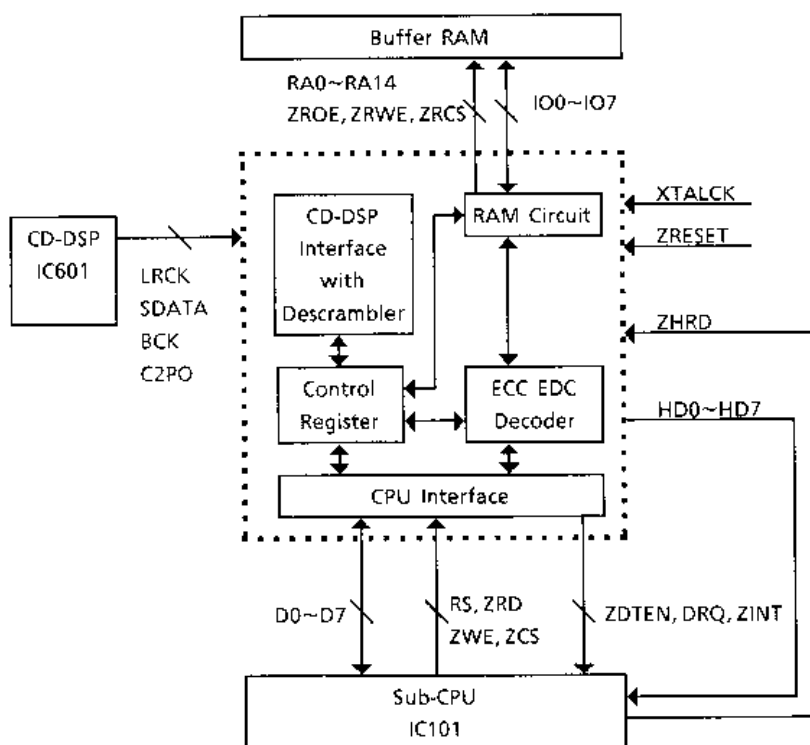 Buffer RAM
RA0~RA14
ZROE, ZRWE, ZRCS
IO0~IO7
CD-DSP
IC601
LRCK
SDATA
BCK
C2PO
CD-DSP
Interface
with
Descrambler
RAM Circuit
XTALCK
ZRESET
ZHRD
HD0~HD7
Control
Register
ECC EDC
Decoder
CPU Interface
D0~D7
RS, ZRD
ZWE, ZCS
ZDTEN, DRQ, ZINT
Sub-CPU
IC101